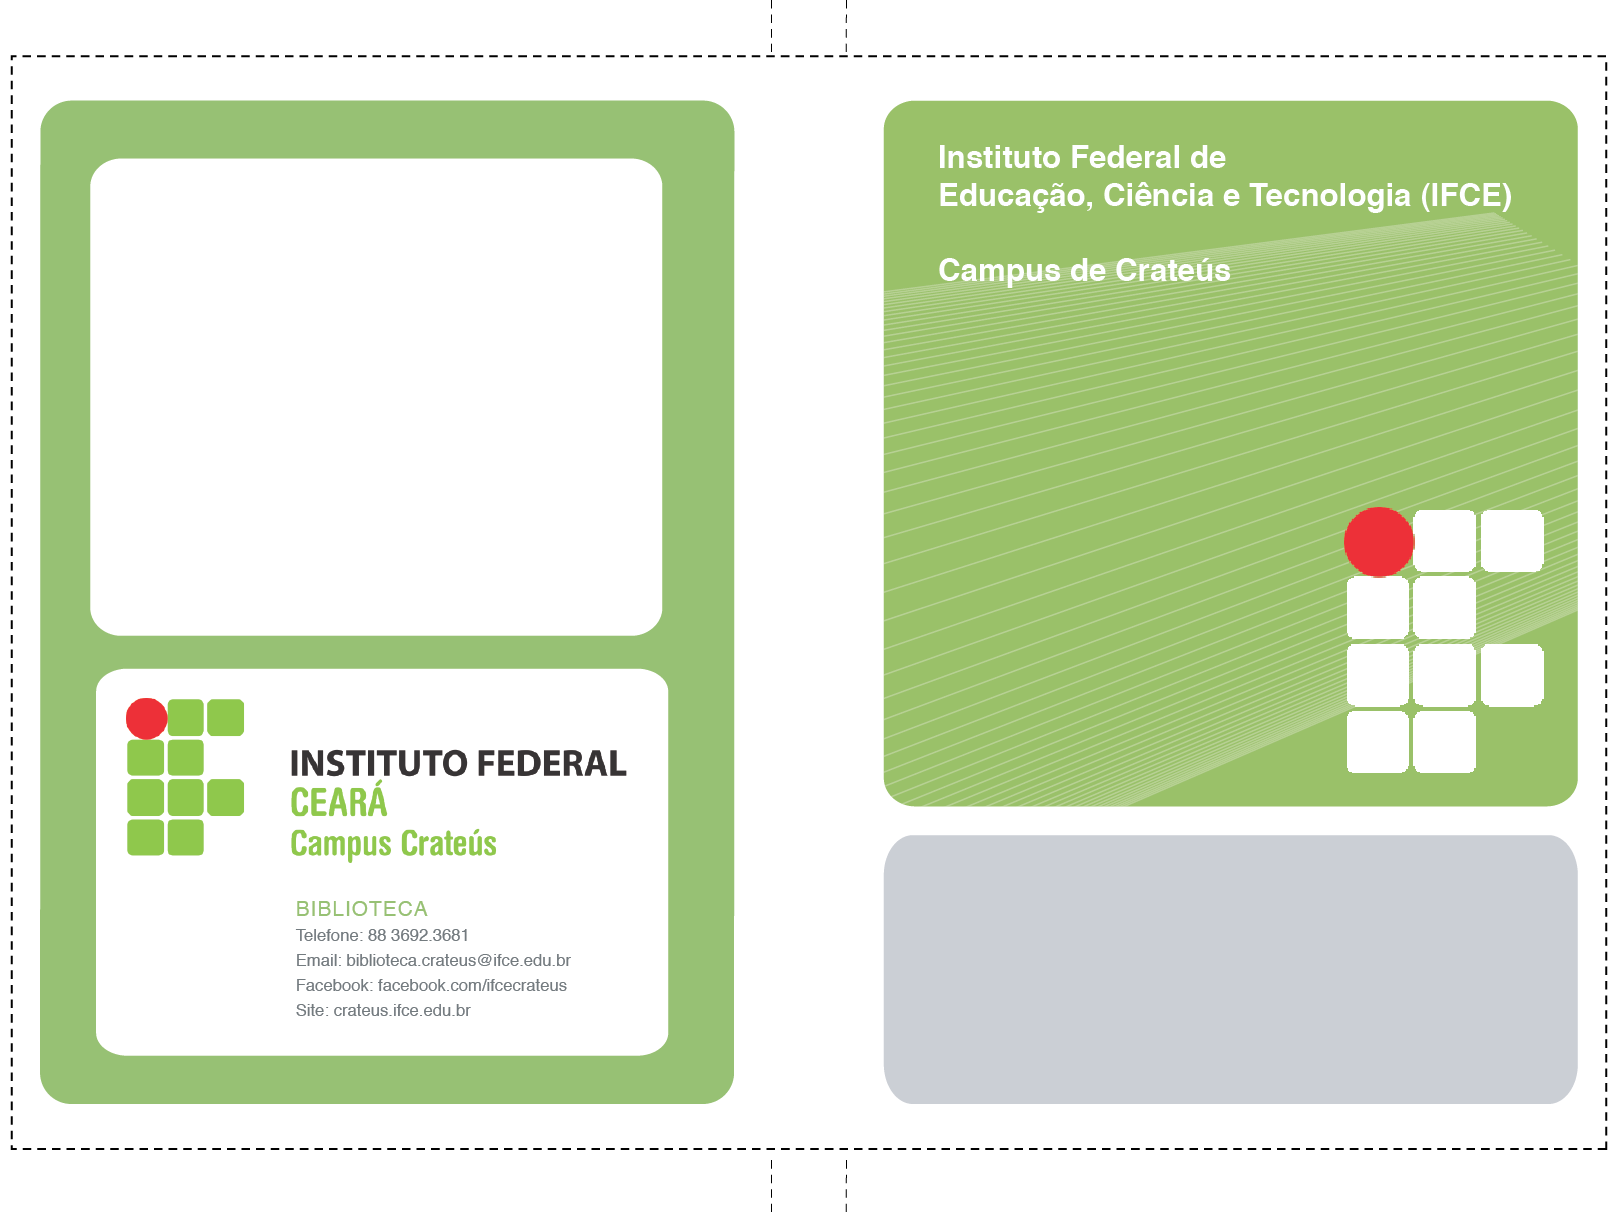 INSTITUTO FEDERAL
CEARÁ
Campus Crateús
BIBLIOTECA
Telefone: 88 3692.3681
Email: biblioteca.crateus@ifce.edu.br
Facebook: facebook.com/ifcecrateus
Site: crateus.ifce.edu.br
Instituto Federal de
Educação, Ciência e Tecnologia (IFCE)
Campus de Crateús